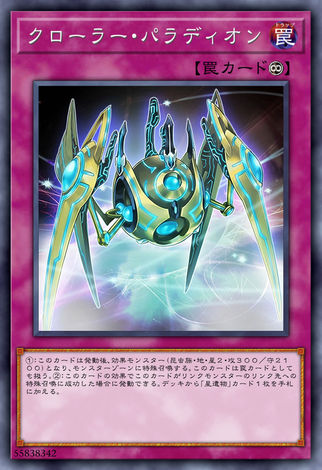 クローラー・パラディオン
トラップ
罠
【罠カード♾】
①:このカードは発動後、効果モンスター(昆虫族・地・星2・攻300/守21
00)となり、モンスターゾーンに特殊召喚する。このカードは罠カードとして
も扱う。②:このカードの効果でこのカードがリンクモンスターのリンク先への
特殊召喚に成功した場合に発動できる。デッキから「星遺物」カード1枚を手札
に加える。
55838342